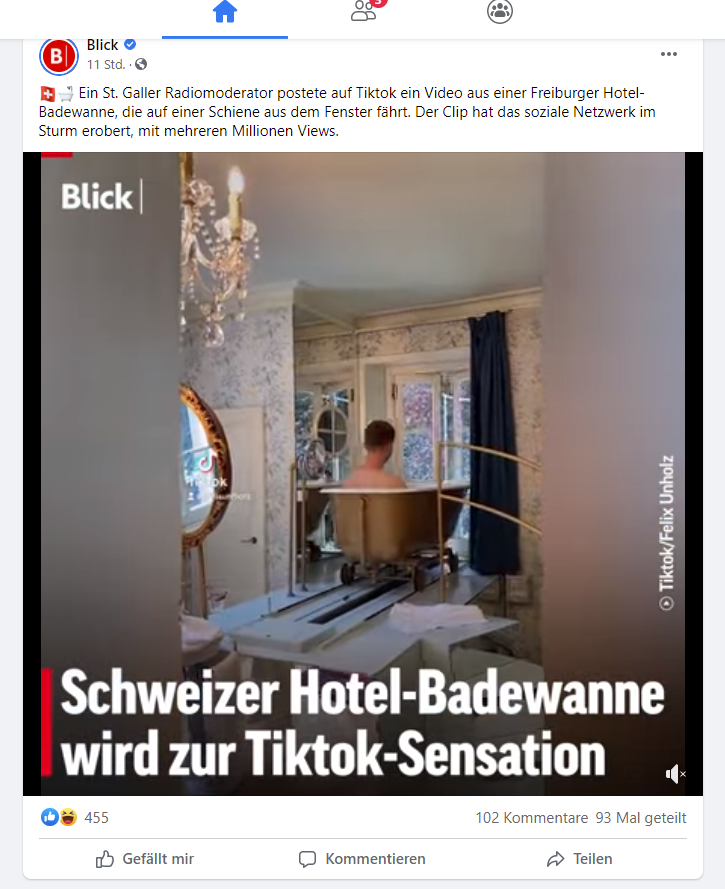 3
B
Blick
11 Std. ·
Ein St. Galler Radiomoderator postete auf Tiktok ein Video aus einer Freiburger Hotel-
Badewanne, die auf einer Schiene aus dem Fenster fährt. Der Clip hat das soziale Netzwerk im
Sturm erobert, mit mehreren Millionen Views.
Blick
TikTok
Tiktok/Felix Unholz
Schweizer Hotel-Badewanne
wird zur Tiktok-Sensation
455
102 Kommentare 93 Mal geteilt
Gefällt mir
Kommentieren
Teilen